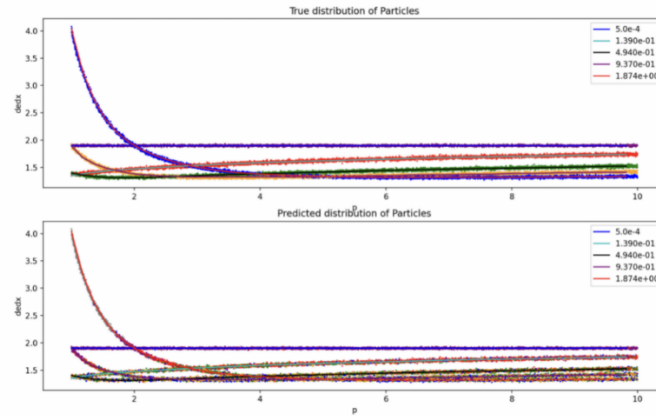 True distribution of Particles
4.0
3.5
3.0
2.5
2.0
1.5
dedx
5.0e-4
1.390e-01
4.940e-01
9.370e-01
1.874e+00
2
4
6
8
10
p
Predicted distribution of Particles
4.0
3.5
3.0
2.5
2.0
1.5
dedx
5.0e-4
1.390e-01
4.940e-01
9.370e-01
1.874e+00
2
4
6
8
10
p